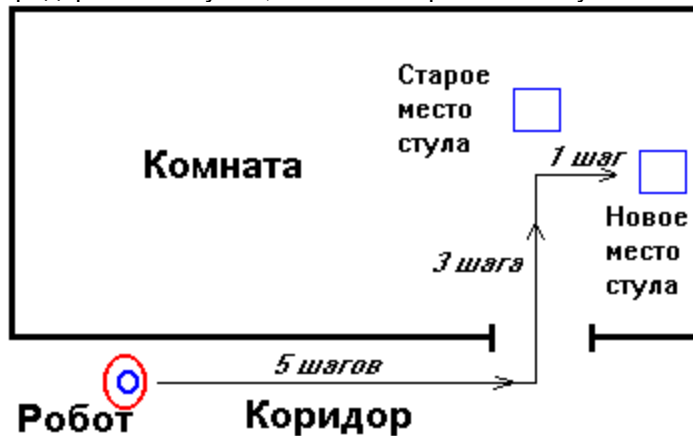 Старое
место
стула
1 шаг
Комната
Новое
место
стула
3 шага
5 шагов
Робот
Коридор